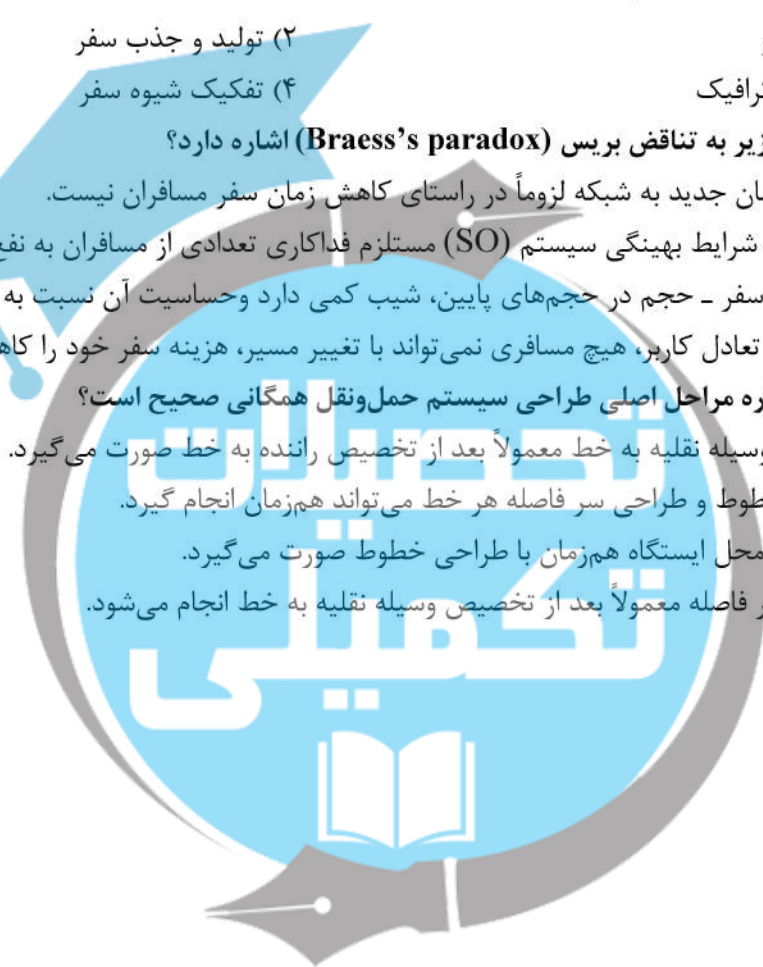 ۲) تولید و جذب سفر
۴) تفکیک شیوه سفر
زیر به تناقض بریس (Braess's paradox) اشاره دارد؟
جدید به شبکه لزوماً در راستای کاهش زمان سفر مسافران نیست.
شرایط بهینگی سیستم (SO) مستلزم فداکاری تعدادی از مسافران به نفع
سفر ـ حجم در حجم‌های پایین، شیب کمی دارد وحساسیت آن نسبت به
تعادل کاربر، هیچ مسافری نمی‌تواند با تغییر مسیر، هزینه سفر خود را
مراحل اصلی طراحی سیستم حمل‌ونقل همگانی صحیح است؟
وسیله نقلیه به خط معمولاً بعد از تخصیص راننده به خط صورت می‌گیرد.
و طراحی سر فاصله هر خط می‌تواند هم‌زمان انجام گیرد.
محل ایستگاه هم‌زمان با طراحی خطوط صورت می‌گیرد.
فاصله معمولاً بعد از تخصیص وسیله نقلیه به خط انجام می‌شود.
تحصیلات
تکمیلی